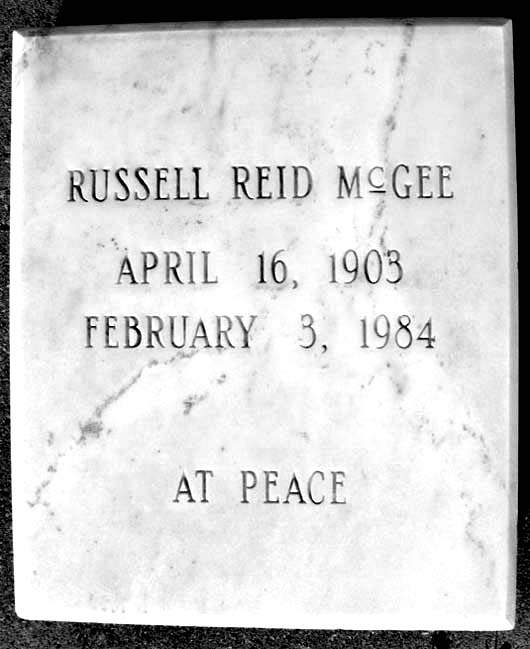 RUSSELL REID McGEE
APRIL 16, 1903
FEBRUARY 3, 1984
AT PEACE